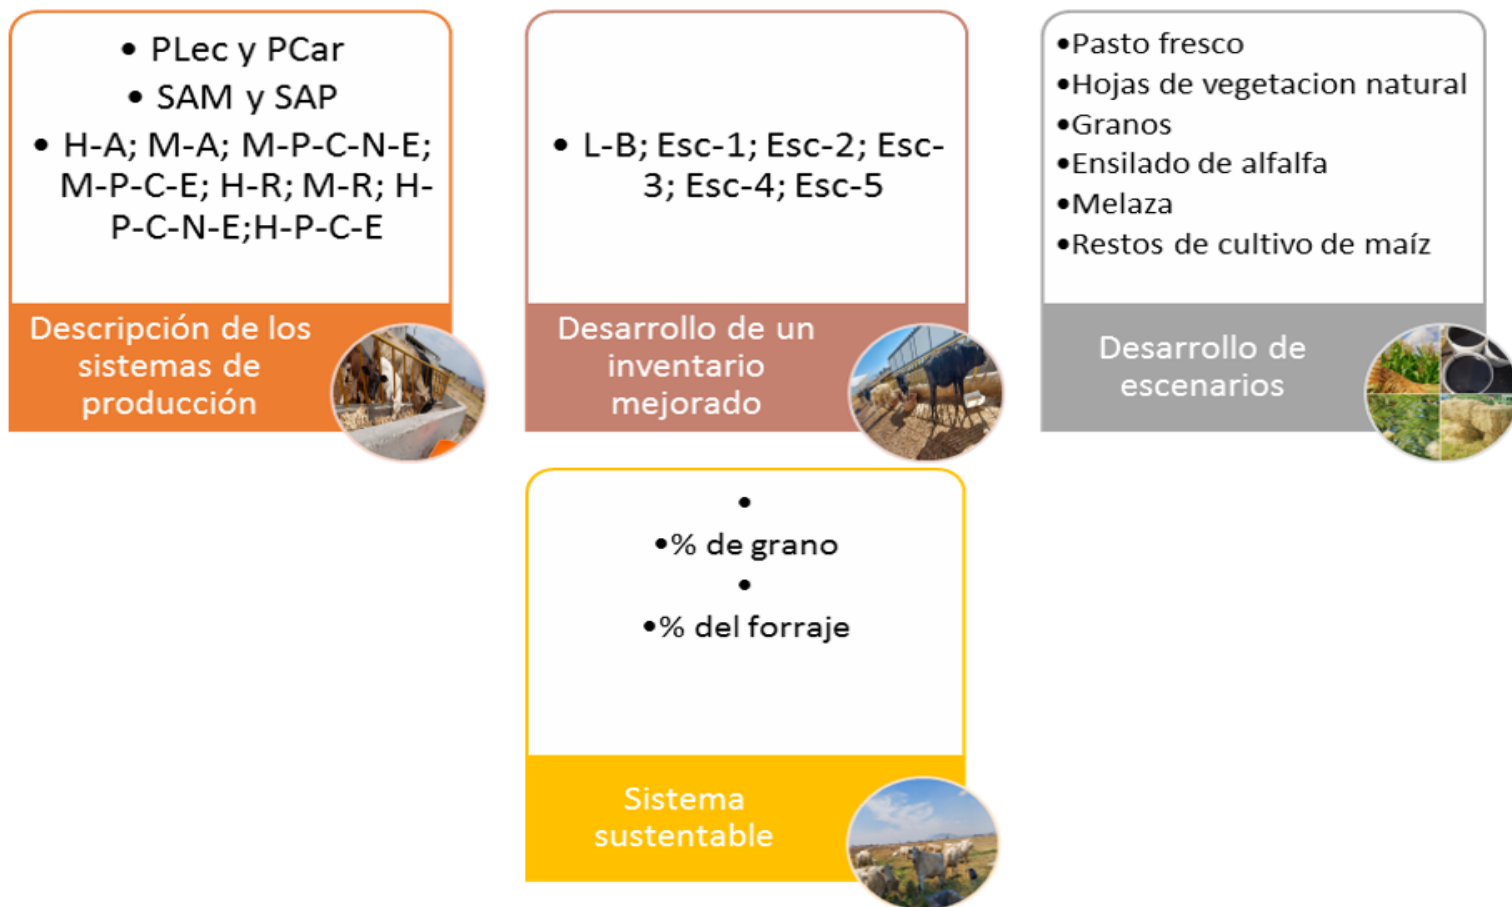 • PLec y PCar
• SAM y SAP
• H-A; M-A; M-P-C-N-E;
M-P-C-E; H-R; M-R; H-
P-C-N-E;H-P-C-E
Descripción de los
sistemas de
producción
• L-B; Esc-1; Esc-2; Esc-
3; Esc-4; Esc-5
Desarrollo de un
inventario
mejorado
•Pasto fresco
•Hojas de vegetacion natural
•Granos
•Ensilado de alfalfa
•Melaza
•Restos de cultivo de maíz
Desarrollo de
escenarios
•
•% de grano
•
•% del forraje
Sistema
sustentable